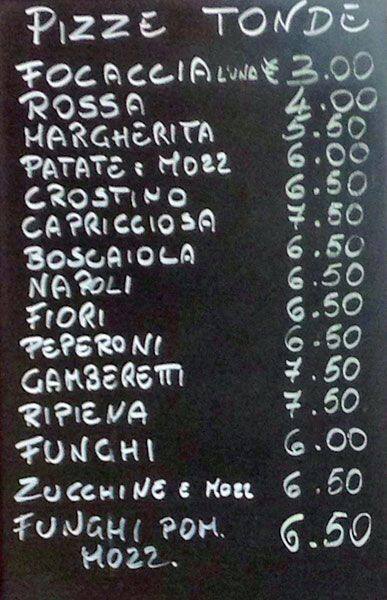 PIZZE TONDE
FOCACCIA L'UNA € 3.00
ROSSA 4.00
MARGHERITA 5.50
PATATE E MOZZ 6.00
CROSTINO 6.50
CAPRICCIOSA 7.50
BOSCAIOLA 6.50
NAPOLI 6.50
FIORI 6.50
PEPERONI 6.50
GAMBERETTI 7.50
RIPIENA 7.50
FUNGHI 6.00
ZUCCHINE E MOZZ 6.50
FUNGHI POM. 6.50
MOZZ.